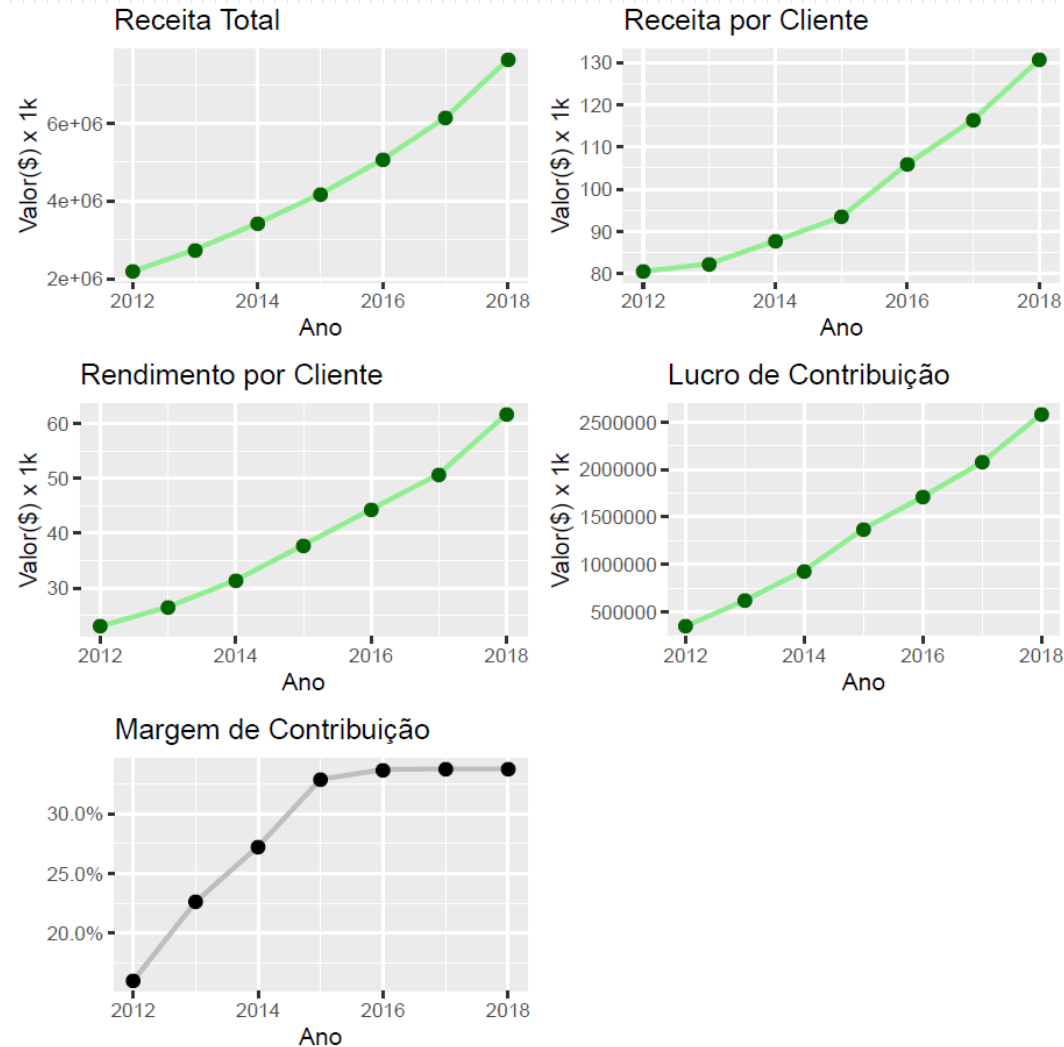 Receita Total
Valor($) x 1k
6e+06
4e+06
2e+06
2012 2014 2016 2018
Ano
Receita por Cliente
Valor($) x 1k
130
120
110
100
90
80
2012 2014 2016 2018
Ano
Rendimento por Cliente
Valor($) x 1k
60
50
40
30
2012 2014 2016 2018
Ano
Lucro de Contribuição
Valor($) x 1k
2500000
2000000
1500000
1000000
500000
2012 2014 2016 2018
Ano
Margem de Contribuição
30.0%
25.0%
20.0%
2012 2014 2016 2018
Ano